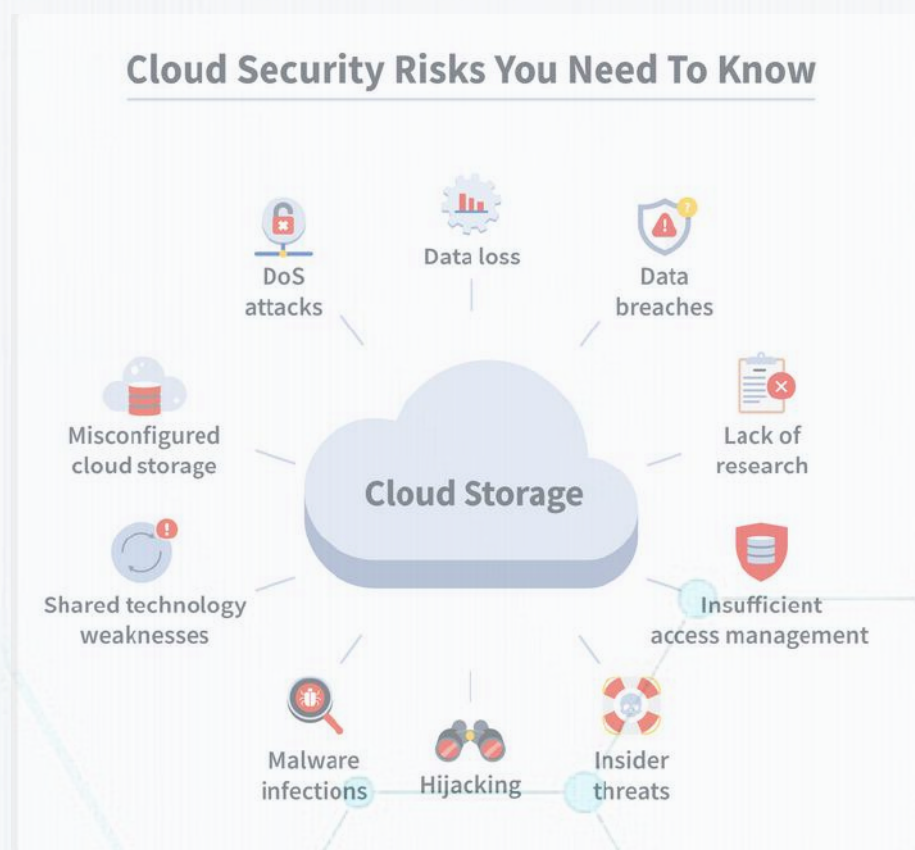 Cloud Security Risks You Need To Know
Data loss
DoS
attacks
Data
breaches
Misconfigured
cloud storage
Lack of
research
Cloud Storage
Shared technology
weaknesses
Insufficient
access management
Malware
infections
Hijacking
Insider
threats